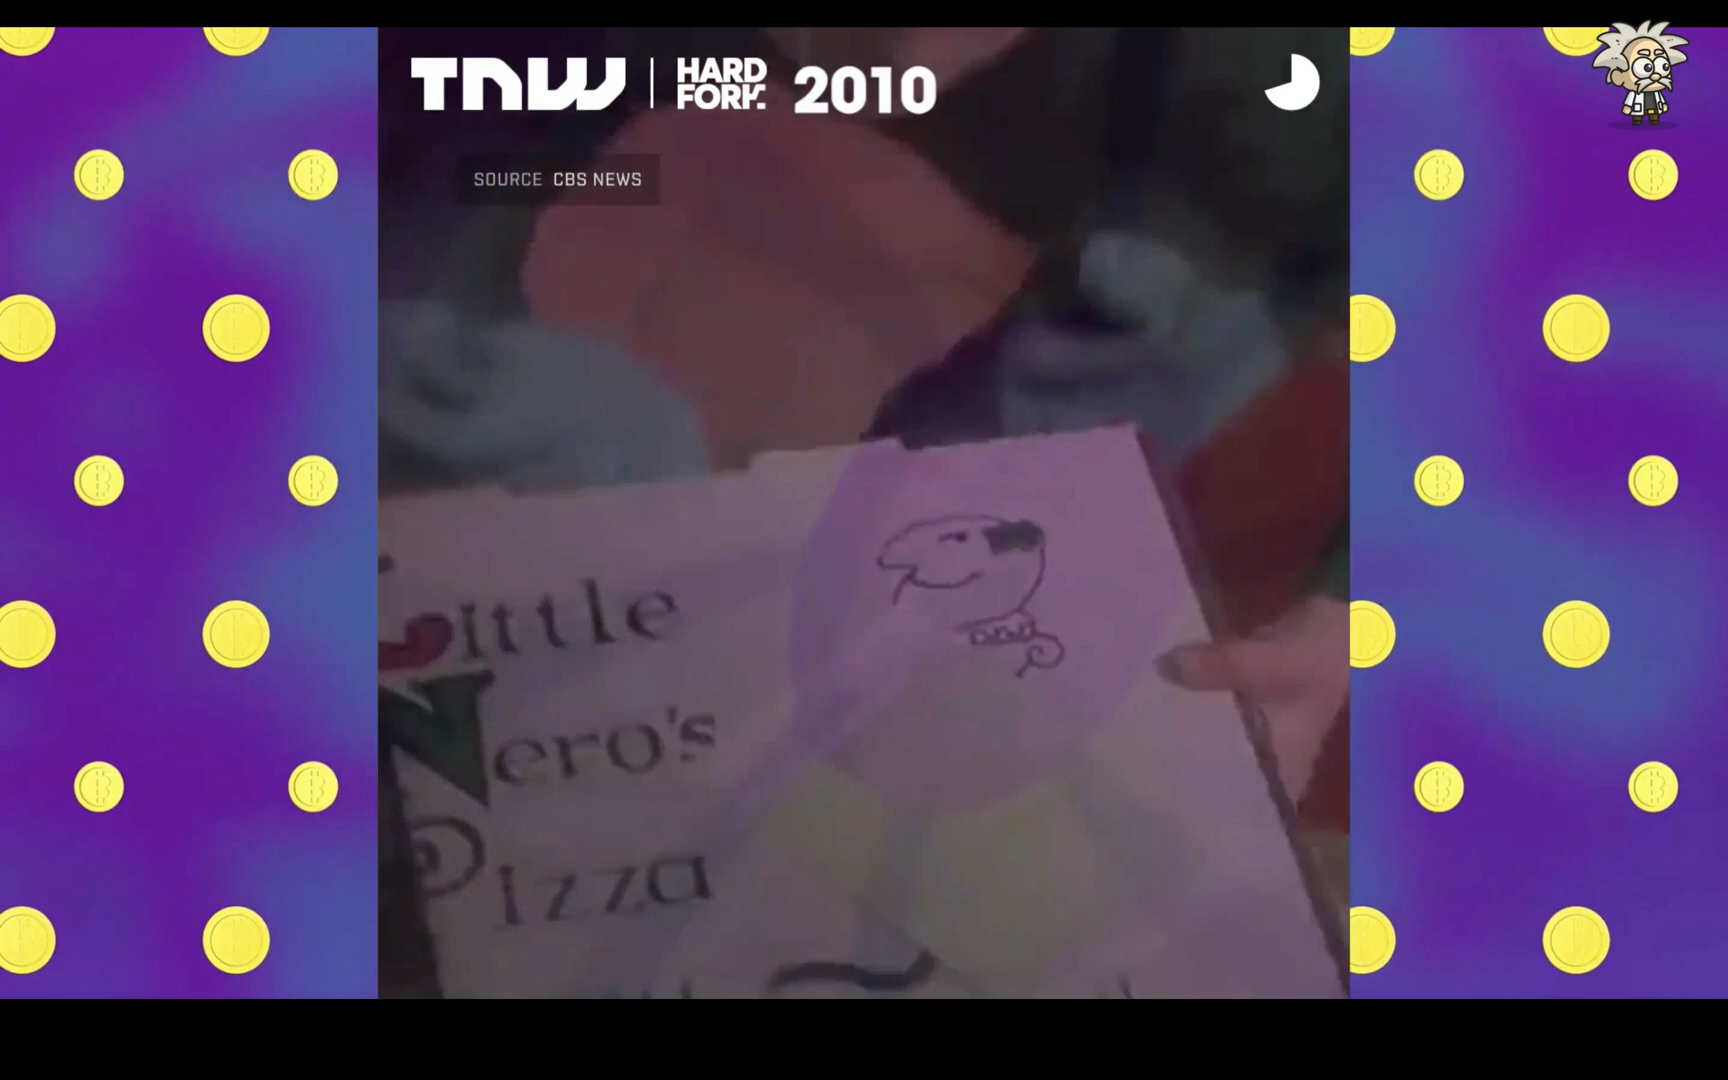 TNW HARD FORK. 2010
SOURCE CBS NEWS
Little
Nero's
Pizza